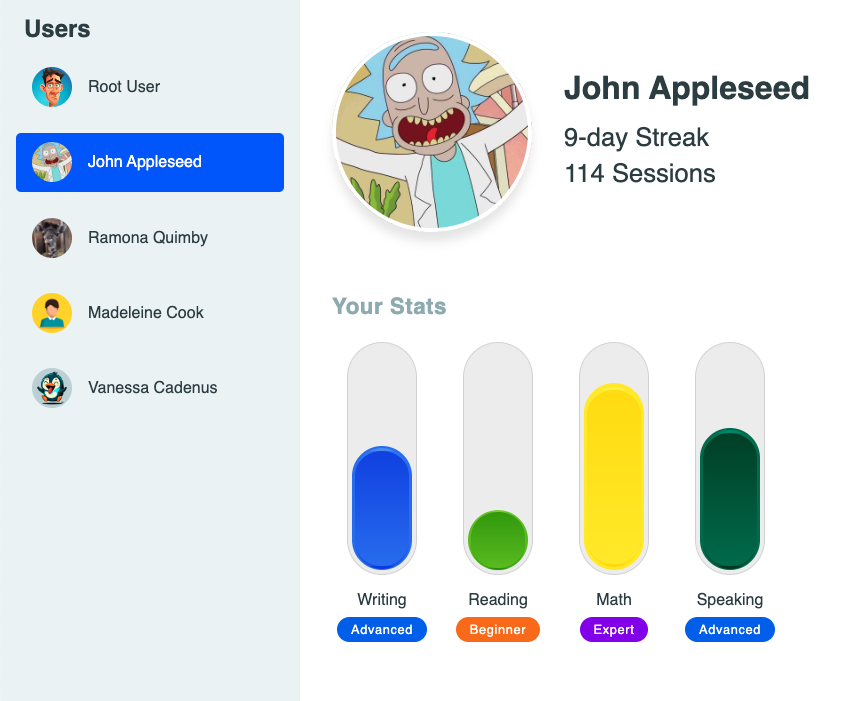 Users
Root User
John Appleseed
Ramona Quimby
Madeleine Cook
Vanessa Cadenus
John Appleseed
9-day Streak
114 Sessions
Your Stats
Writing
Reading
Math
Speaking
Advanced
Beginner
Expert
Advanced